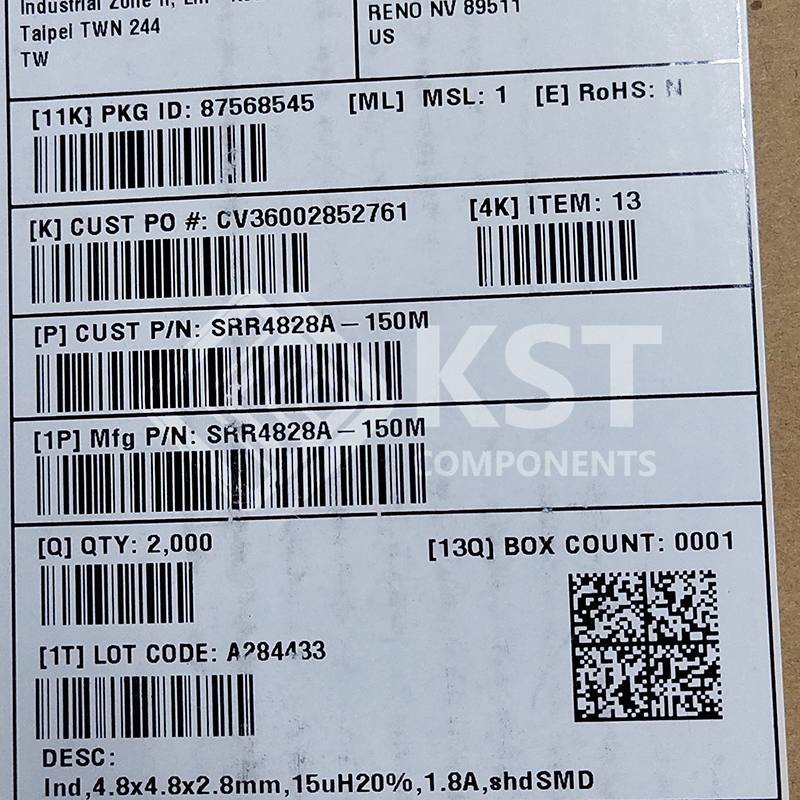 Industrial Zone II,
RENO NV 89511
Taipei TWN 244
US
TW
[11K] PKG ID: 87568545 [ML] MSL: 1 [E] RoHS: N
[K] CUST PO #: CV36002852761 [4K] ITEM: 13
[P] CUST P/N: SRR4828A-150M
[1P] Mfg P/N: SRR4828A-150M
KST
COMPONENTS
[Q] QTY: 2,000 [13Q] BOX COUNT: 0001
[1T] LOT CODE: A284433
DESC:
Ind,4.8x4.8x2.8mm,15uH20%,1.8A,shdSMD